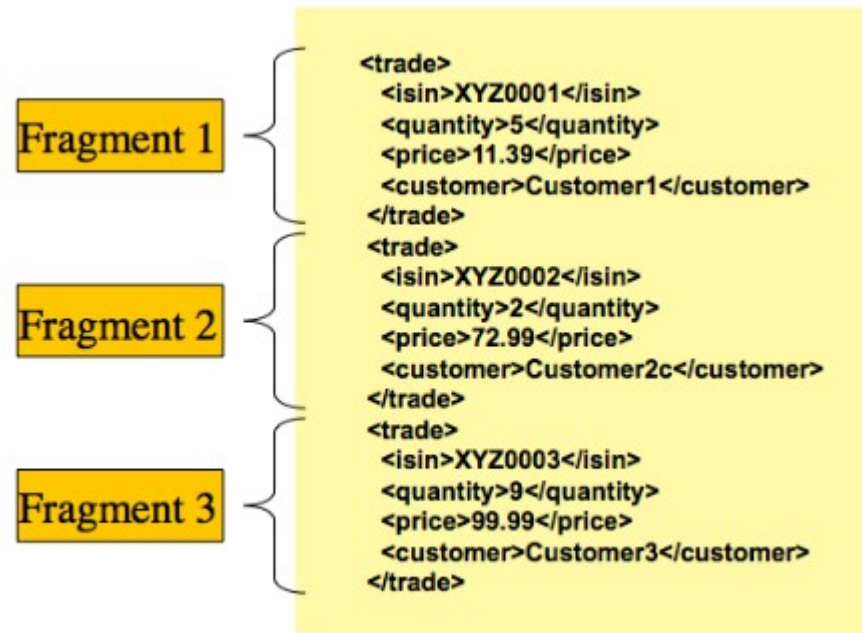 Fragment 1
<trade>
<isin>XYZ0001</isin>
<quantity>5</quantity>
<price>11.39</price>
<customer>Customer1</customer>
</trade>
Fragment 2
<trade>
<isin>XYZ0002</isin>
<quantity>2</quantity>
<price>72.99</price>
<customer>Customer2c</customer>
</trade>
Fragment 3
<trade>
<isin>XYZ0003</isin>
<quantity>9</quantity>
<price>99.99</price>
<customer>Customer3</customer>
</trade>